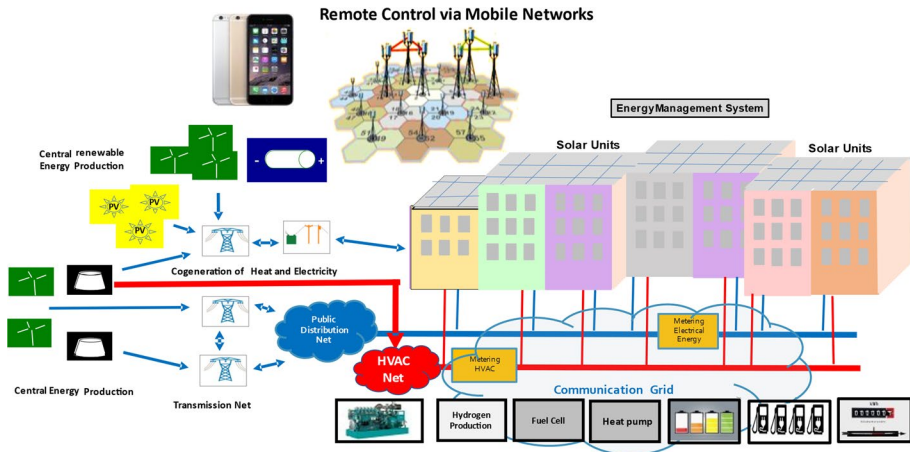 Remote Control via Mobile Networks
Energy Management System
Central renewable
Energy Production
-
+
Solar Units
Solar Units
PV
PV
PV
Cogeneration of Heat and Electricity
Public
Distribution
Net
Metering
Electrical
Energy
HVAC
Net
Metering
HVAC
Central Energy Production
Transmission Net
Communication Grid
Hydrogen
Production
Fuel Cell
Heat pump